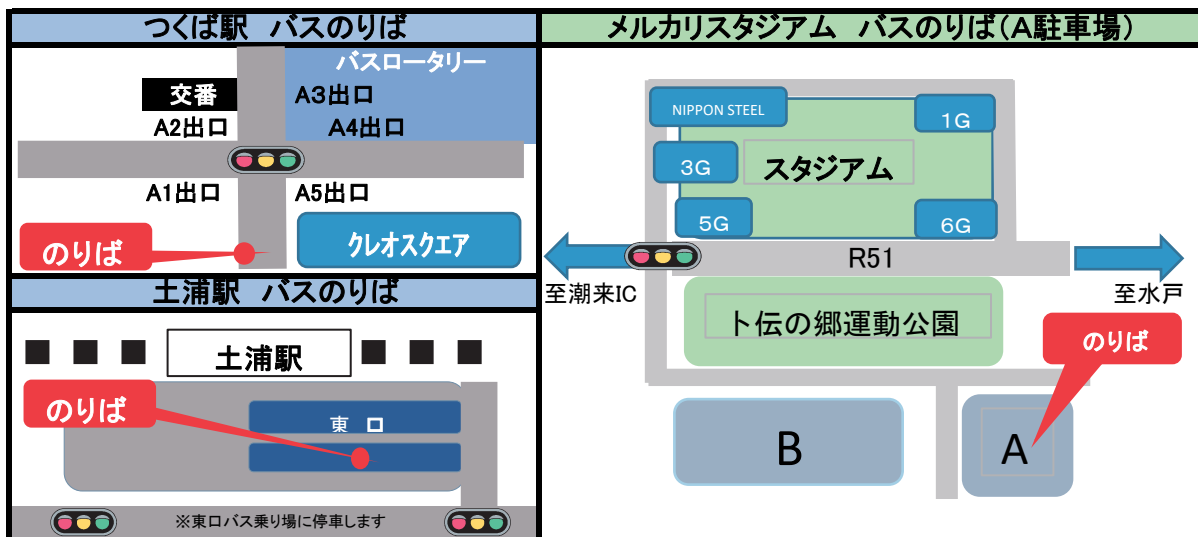 つくば駅 バスのりば
バスロータリー
交番
A3出口
A2出口
A4出口
A1出口
A5出口
のりば
クレオスクエア
土浦駅 バスのりば
土浦駅
のりば
東 口
※東口バス乗り場に停車します
メルカリスタジアム バスのりば(A駐車場)
NIPPON STEEL
1G
3G
スタジアム
5G
6G
R51
至潮来IC
至水戸
卜伝の郷運動公園
のりば
B
A